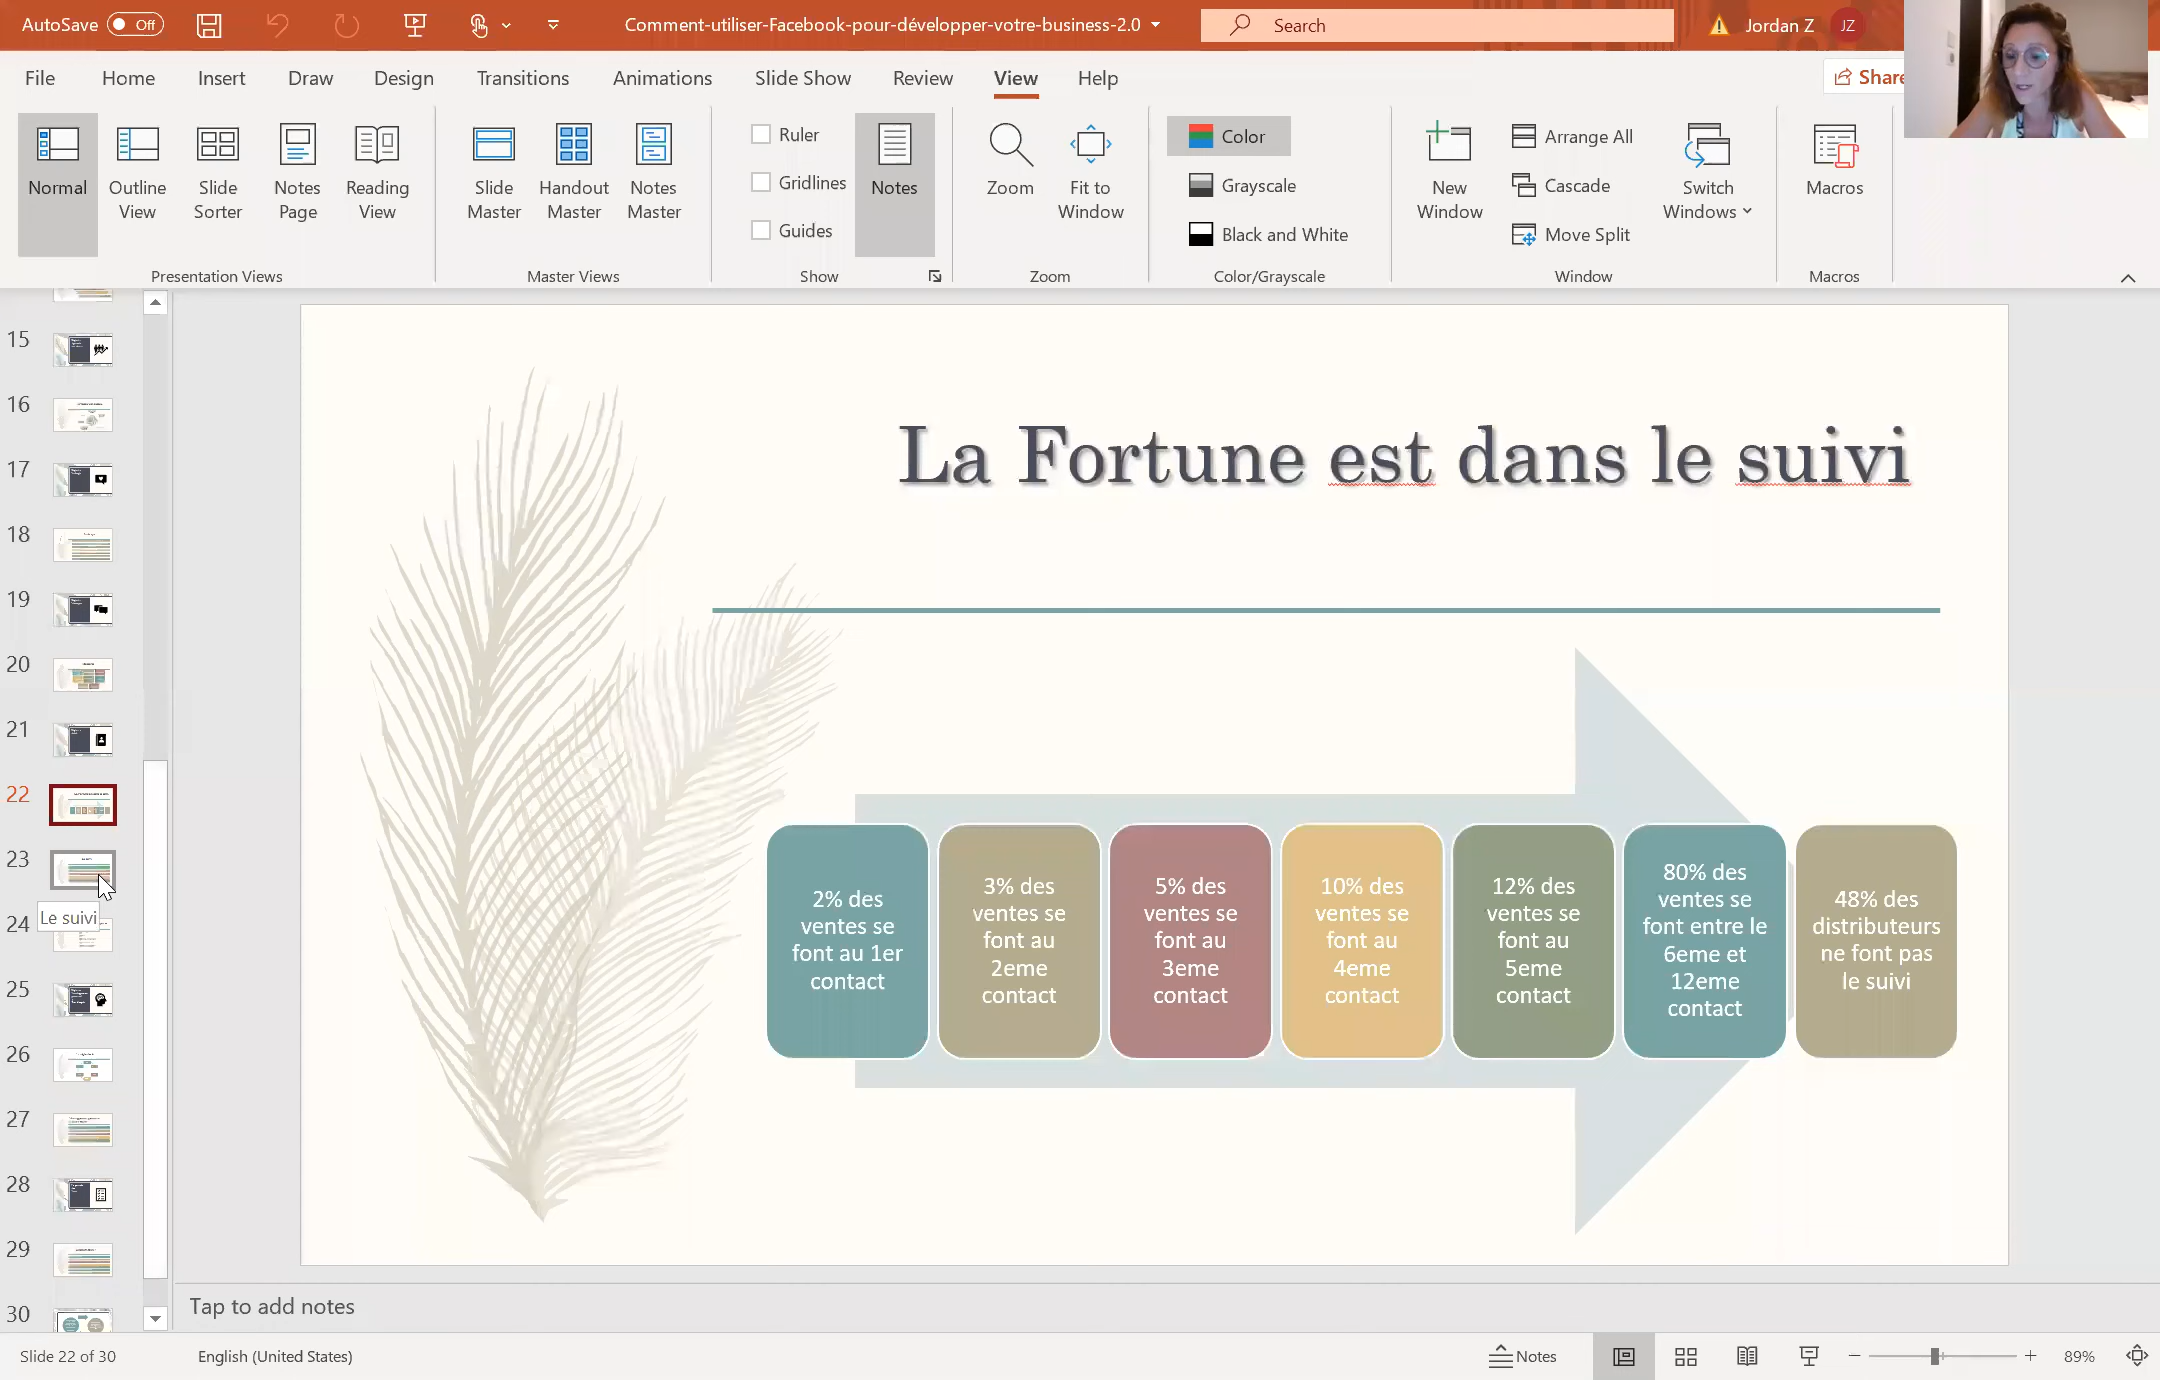 AutoSave Off
Comment-utiliser-Facebook-pour-développer-votre-business-2.0
Search
Jordan Z
JZ
File Home Insert Draw Design Transitions Animations Slide Show Review View Help
Share
Normal
Outline
View
Slide
Sorter
Notes
Page
Reading
View
Presentation Views
Slide
Master
Handout
Master
Notes
Master
Master Views
Ruler
Gridlines
Guides
Notes
Show
Zoom
Fit to
Window
Zoom
Color
Grayscale
Black and White
Color/Grayscale
New
Window
Arrange All
Cascade
Move Split
Switch
Windows
Window
Macros
Macros
15
16
17
18
19
20
21
22
23
Le suivi
24
25
26
27
28
29
30
La Fortune est dans le suivi
2% des
ventes se
font au 1er
contact
3% des
ventes se
font au
2eme
contact
5% des
ventes se
font au
3eme
contact
10% des
ventes se
font au
4eme
contact
12% des
ventes se
font au
5eme
contact
80% des
ventes se
font entre le
6eme et
12eme
contact
48% des
distributeurs
ne font pas
le suivi
Tap to add notes
Slide 22 of 30
English (United States)
Notes
89%